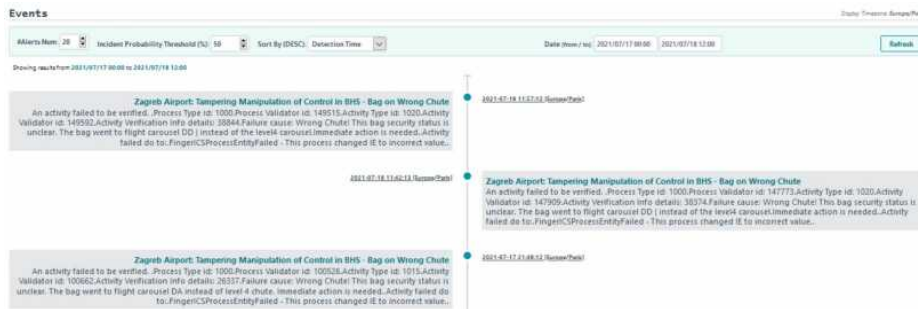 Events
Display Timezone Europe/Pa
#Alerts Num: 20 Incident Probability Threshold (%): 50 Sort By (DESC): Detection Time Date (from / to) 2021/07/17 00:00 2021/07/18 12:00 Refresh
Showing results from 2021/07/17 00:00 to 2021/07/18 12:00
2021-07-18 11:57:12 [Europe/Paris]
Zagreb Airport: Tampering Manipulation of Control in BHS - Bag on Wrong Chute
An activity failed to be verified. .Process Type id: 1000.Process Validator id: 149515.Activity Type id: 1020.Activity
Validator id: 149592.Activity Verification info details: 38844.Failure cause: Wrong Chute! This bag security status is
unclear. The bag went to flight carousel DD | instead of the level4 carousel.Immediate action is needed..Activity
failed do to:.FingerICSProcessEntityFailed - This process changed IE to incorrect value..
2021-07-18 11:42:13 [Europe/Paris]
Zagreb Airport: Tampering Manipulation of Control in BHS - Bag on Wrong Chute
An activity failed to be verified. .Process Type id: 1000.Process Validator id: 147773.Activity Type id: 1020.Activity
Validator id: 147909.Activity Verification info details: 38374.Failure cause: Wrong Chute! This bag security status is
unclear. The bag went to flight carousel DD | instead of the level4 carousel.Immediate action is needed..Activity
failed do to:.FingerICSProcessEntityFailed - This process changed IE to incorrect value..
2021-07-17 21:48:12 [Europe/Paris]
Zagreb Airport: Tampering Manipulation of Control in BHS - Bag on Wrong Chute
An activity failed to be verified. .Process Type id: 1000.Process Validator id: 100528.Activity Type id: 1015.Activity
Validator id: 100662.Activity Verification info details: 26337.Failure cause: Wrong Chute! This bag security status is
unclear. The bag went to flight carousel DA instead of level 4 chute. Immediate action is needed..Activity failed do
to:.FingerICSProcessEntityFailed - This process changed IE to incorrect value..